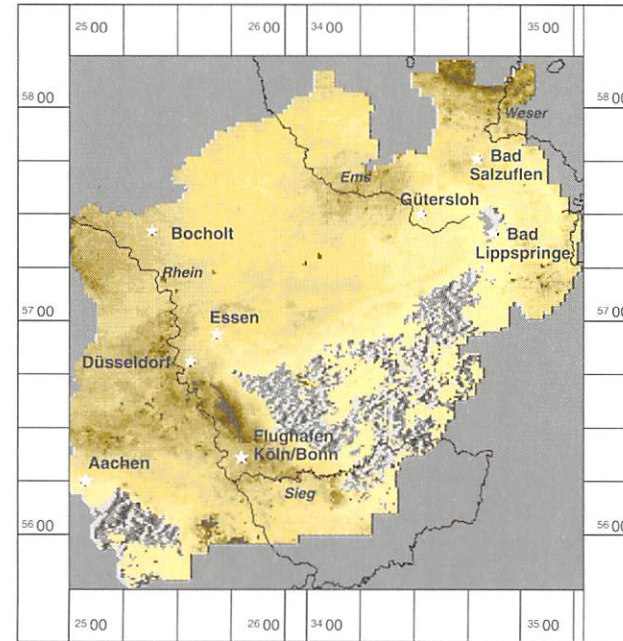 25 00 26 00 34 00 35 00
58 00 58 00
Weser
Bad
Salzuflen
Ems
Gütersloh
Bocholt
Bad
Lippspringe
Rhein
57 00 57 00
Essen
Düsseldorf
Flughafen
Köln/Bonn
Aachen
Sieg
56 00 56 00
25 00 26 00 34 00 35 00